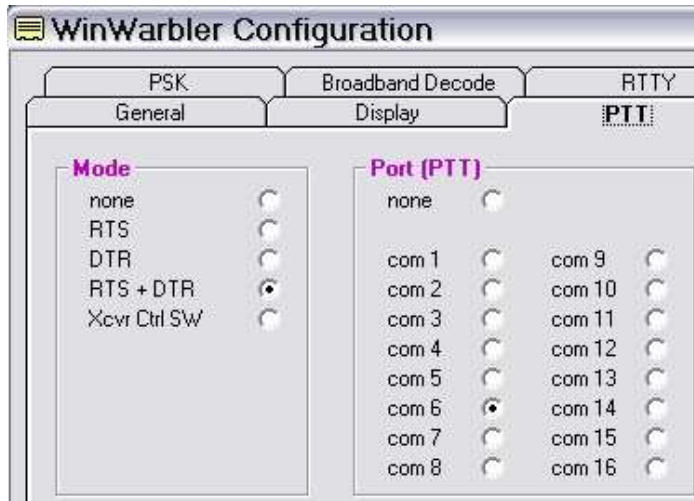 WinWarbler Configuration
PSK Broadband Decode RTTY
General Display PTT
Mode
none
RTS
DTR
RTS + DTR
Xcvr Ctrl SW
Port (PTT)
none
com 1 com 9
com 2 com 10
com 3 com 11
com 4 com 12
com 5 com 13
com 6 com 14
com 7 com 15
com 8 com 16